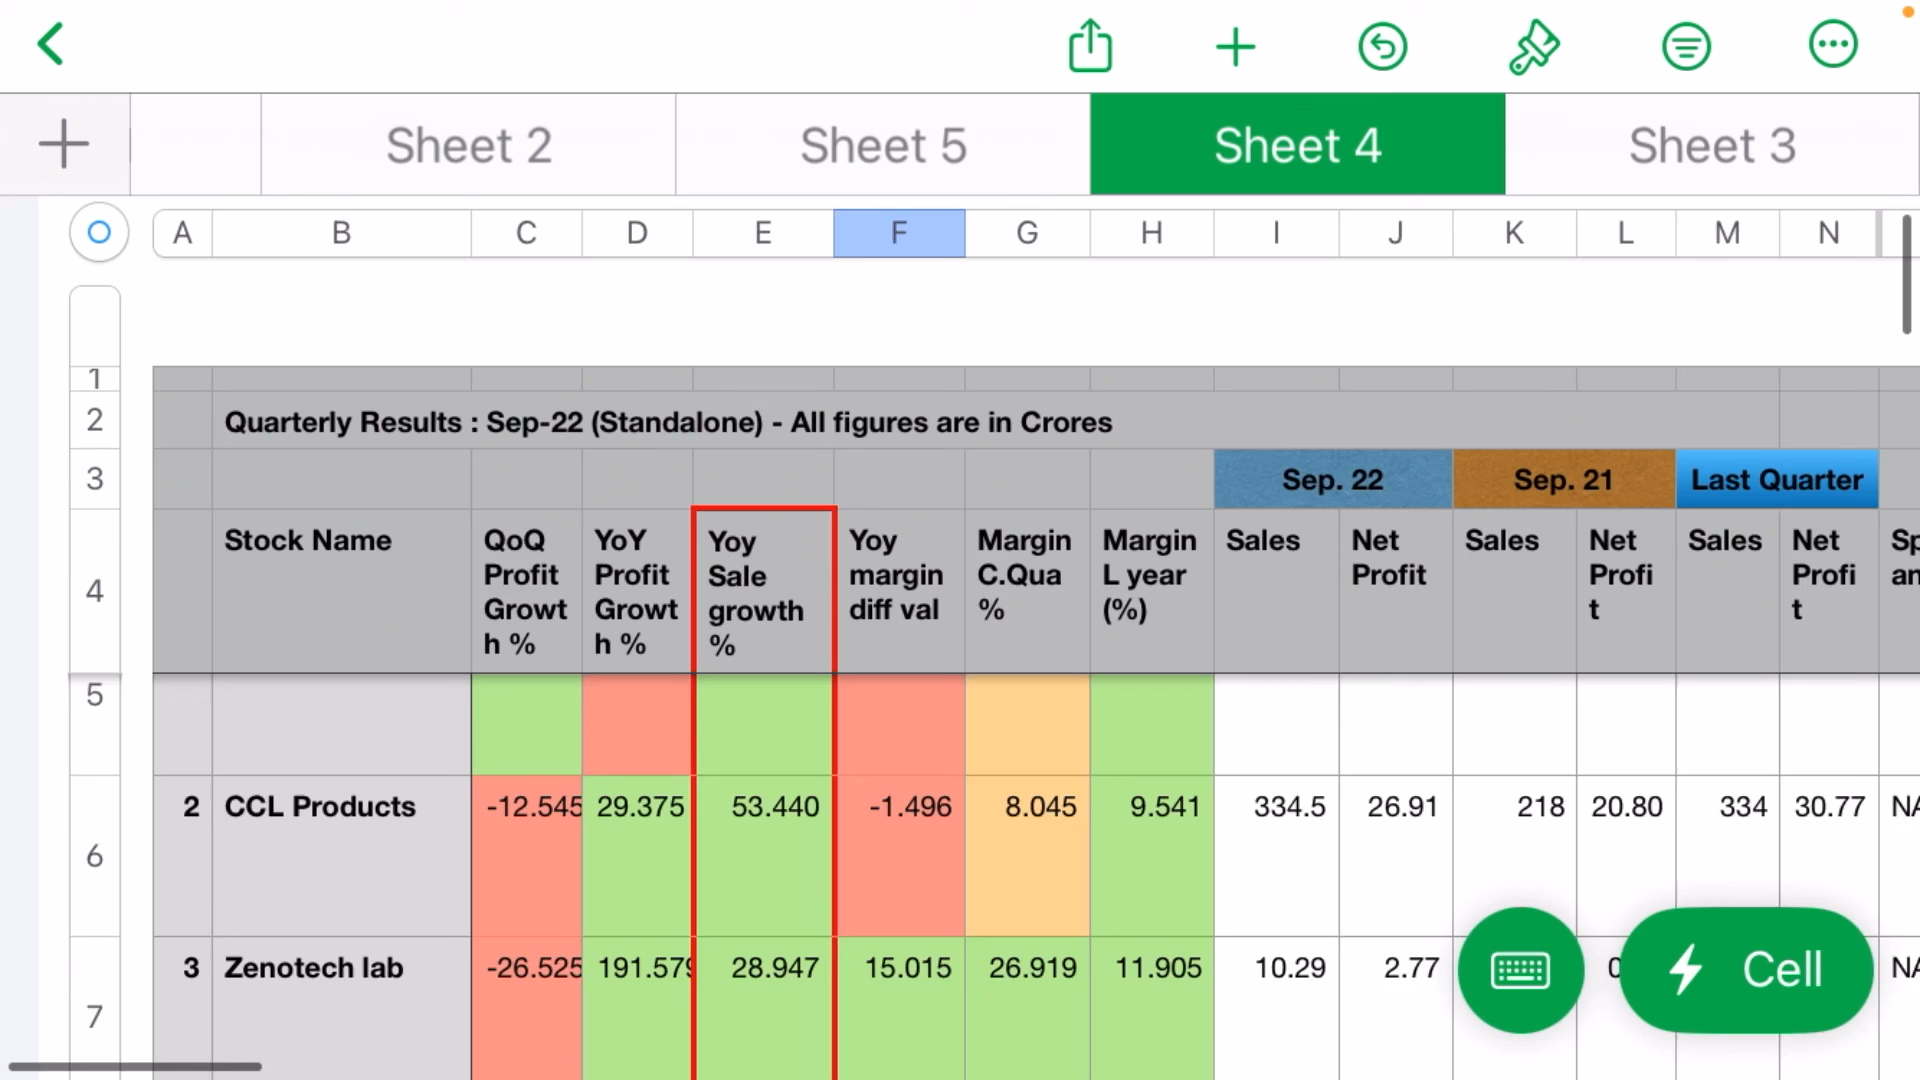 Sheet 2 Sheet 5 Sheet 4 Sheet 3
A B C D E F G H I J K L M N
1
2 Quarterly Results : Sep-22 (Standalone) - All figures are in Crores
3 Sep. 22 Sep. 21 Last Quarter
4
Stock Name
QoQ
Profit
Growt
h %
YoY
Profit
Growt
h %
Yoy
Sale
growth
%
Yoy
margin
diff val
Margin
C.Qua
%
Margin
L year
(%)
Sales
Net
Profit
Sales
Net
Profi
t
Sales
Net
Profi
t
5
6
2 CCL Products -12.545 29.375 53.440 -1.496 8.045 9.541 334.5 26.91 218 20.80 334 30.77
7
3 Zenotech lab -26.525 191.579 28.947 15.015 26.919 11.905 10.29 2.77
Cell